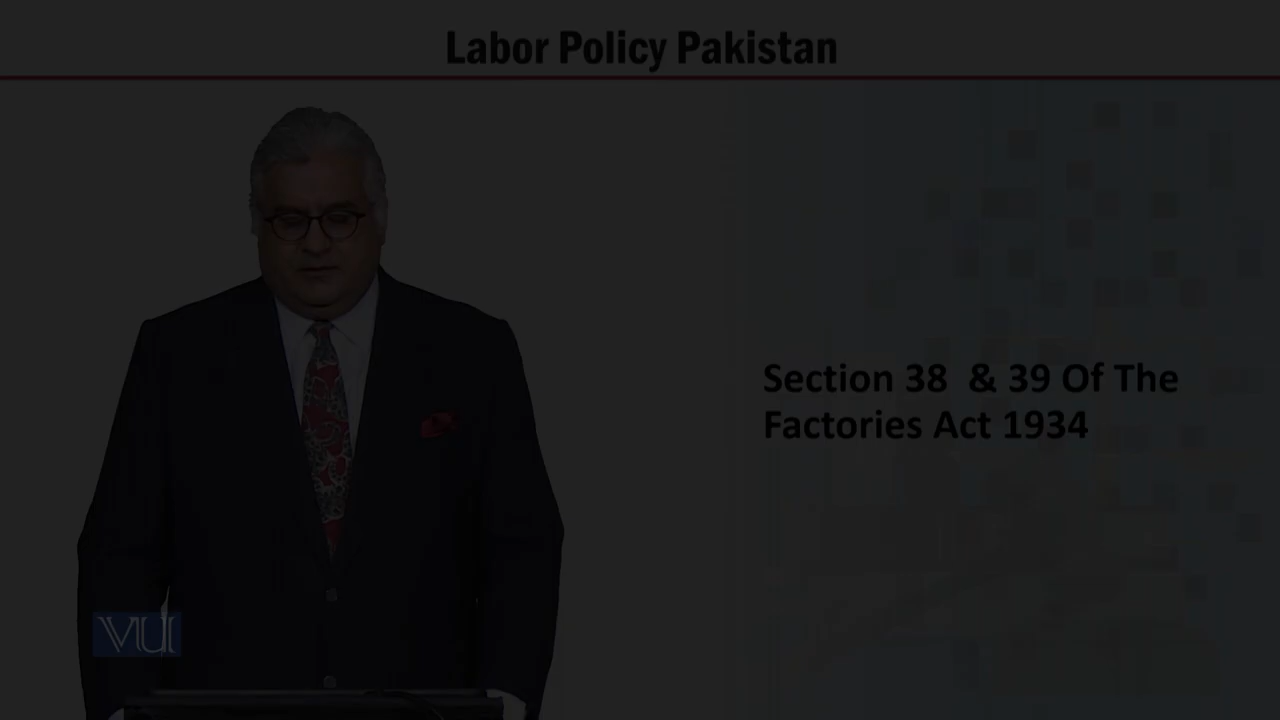 Labor Policy Pakistan
Section 38 & 39 Of The
Factories Act 1934
VU